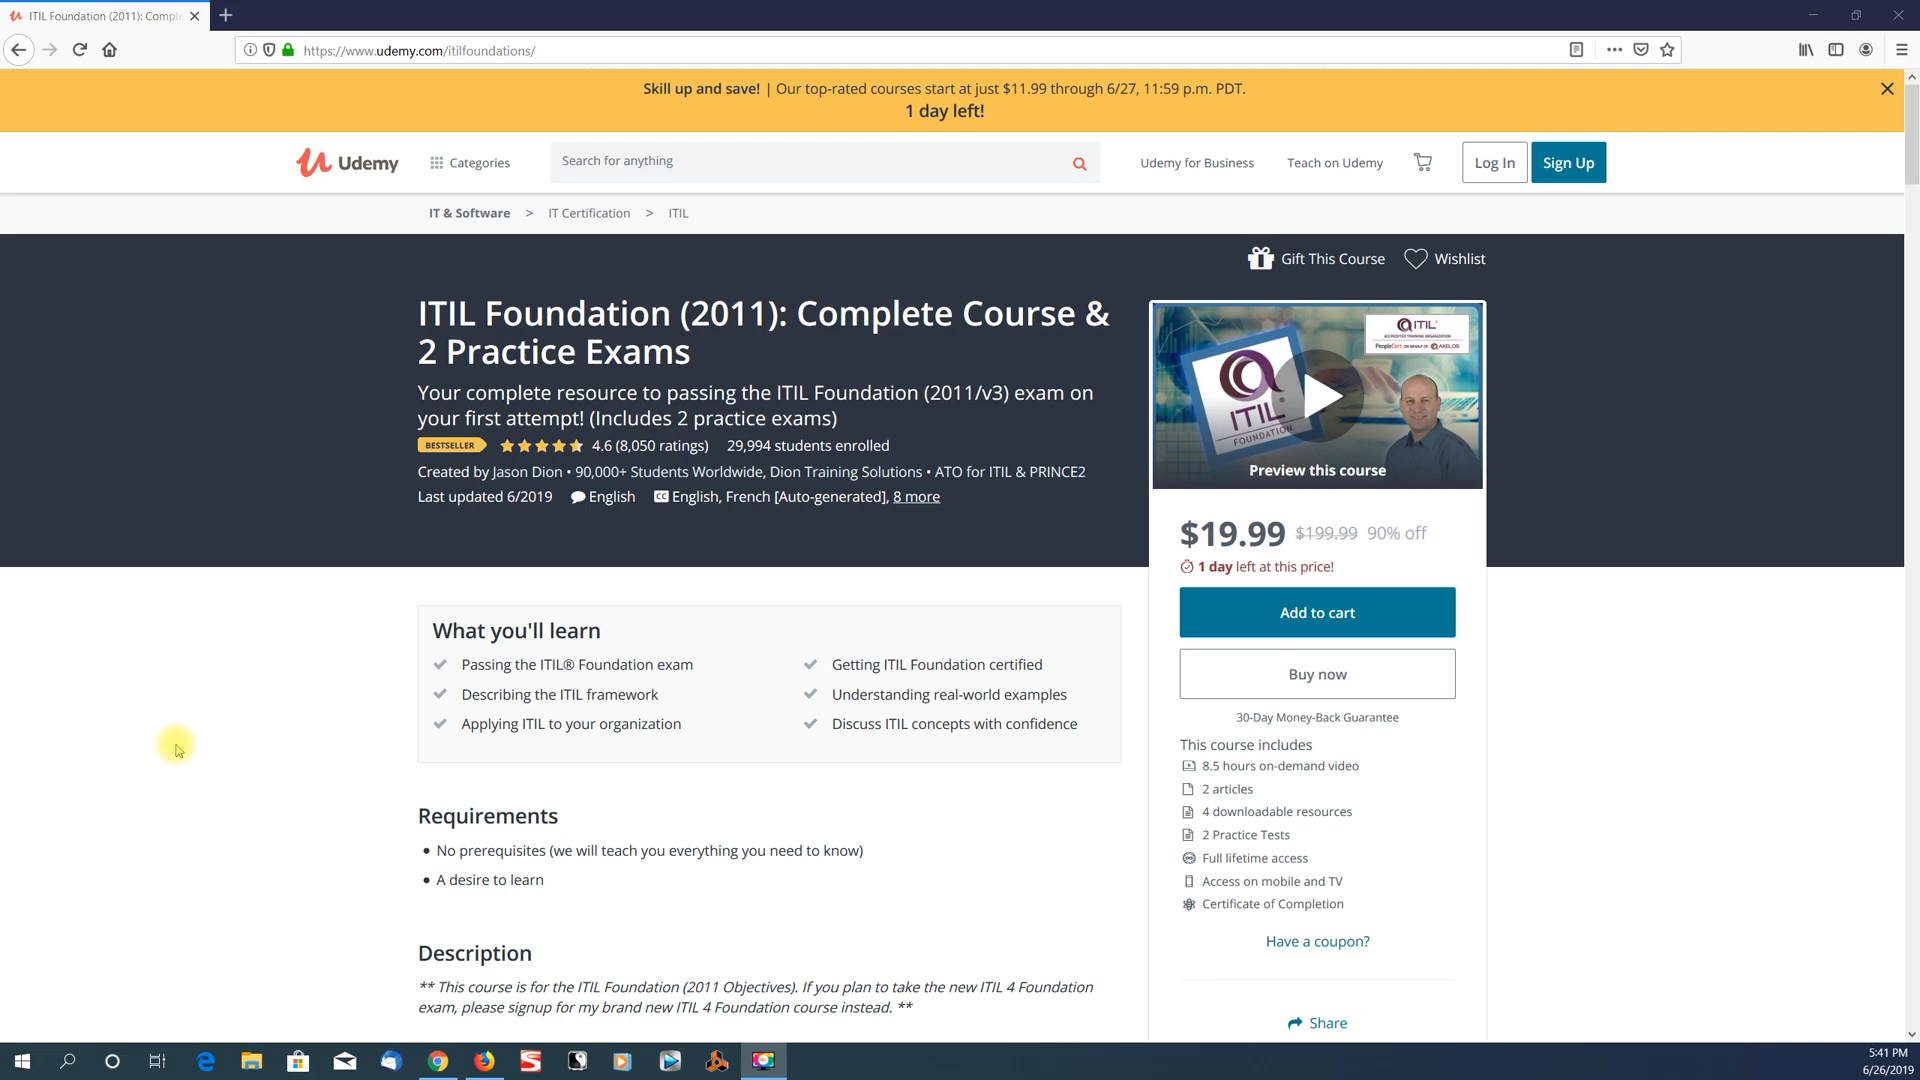 ITIL Foundation (2011): Comple
https://www.udemy.com/itilfoundations/
Skill up and save! | Our top-rated courses start at just $11.99 through 6/27, 11:59 p.m. PDT.
1 day left!
Udemy
Categories
Search for anything
Udemy for Business
Teach on Udemy
Log In
Sign Up
IT & Software > IT Certification > ITIL
Gift This Course
Wishlist
ITIL Foundation (2011): Complete Course &
2 Practice Exams
Your complete resource to passing the ITIL Foundation (2011/v3) exam on
your first attempt! (Includes 2 practice exams)
BESTSELLER 4.6 (8,050 ratings) 29,994 students enrolled
Created by Jason Dion • 90,000+ Students Worldwide, Dion Training Solutions • ATO for ITIL & PRINCE2
Last updated 6/2019 English CC English, French [Auto-generated], 8 more
ITIL®
ACCREDITED TRAINING ORGANIZATION
PeopleCert ON BEHALF OF AXELOS
ITIL®
FOUNDATION
Preview this course
$19.99 $199.99 90% off
1 day left at this price!
Add to cart
Buy now
30-Day Money-Back Guarantee
This course includes
8.5 hours on-demand video
2 articles
4 downloadable resources
2 Practice Tests
Full lifetime access
Access on mobile and TV
Certificate of Completion
Have a coupon?
Share
What you'll learn
Passing the ITIL® Foundation exam
Getting ITIL Foundation certified
Describing the ITIL framework
Understanding real-world examples
Applying ITIL to your organization
Discuss ITIL concepts with confidence
Requirements
• No prerequisites (we will teach you everything you need to know)
• A desire to learn
Description
** This course is for the ITIL Foundation (2011 Objectives). If you plan to take the new ITIL 4 Foundation
exam, please signup for my brand new ITIL 4 Foundation course instead. **
5:41 PM
6/26/2019